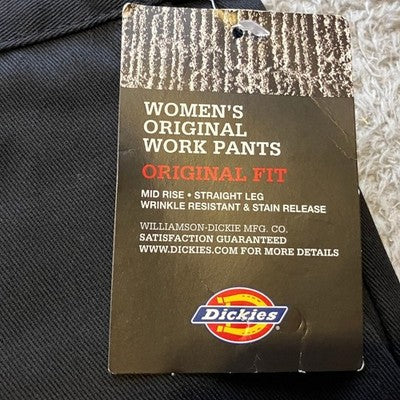 WOMEN'S
ORIGINAL
WORK PANTS
ORIGINAL FIT
MID RISE • STRAIGHT LEG
WRINKLE RESISTANT & STAIN RELEASE
WILLIAMSON-DICKIE MFG. CO.
SATISFACTION GUARANTEED
WWW.DICKIES.COM FOR MORE DETAILS
Dickies